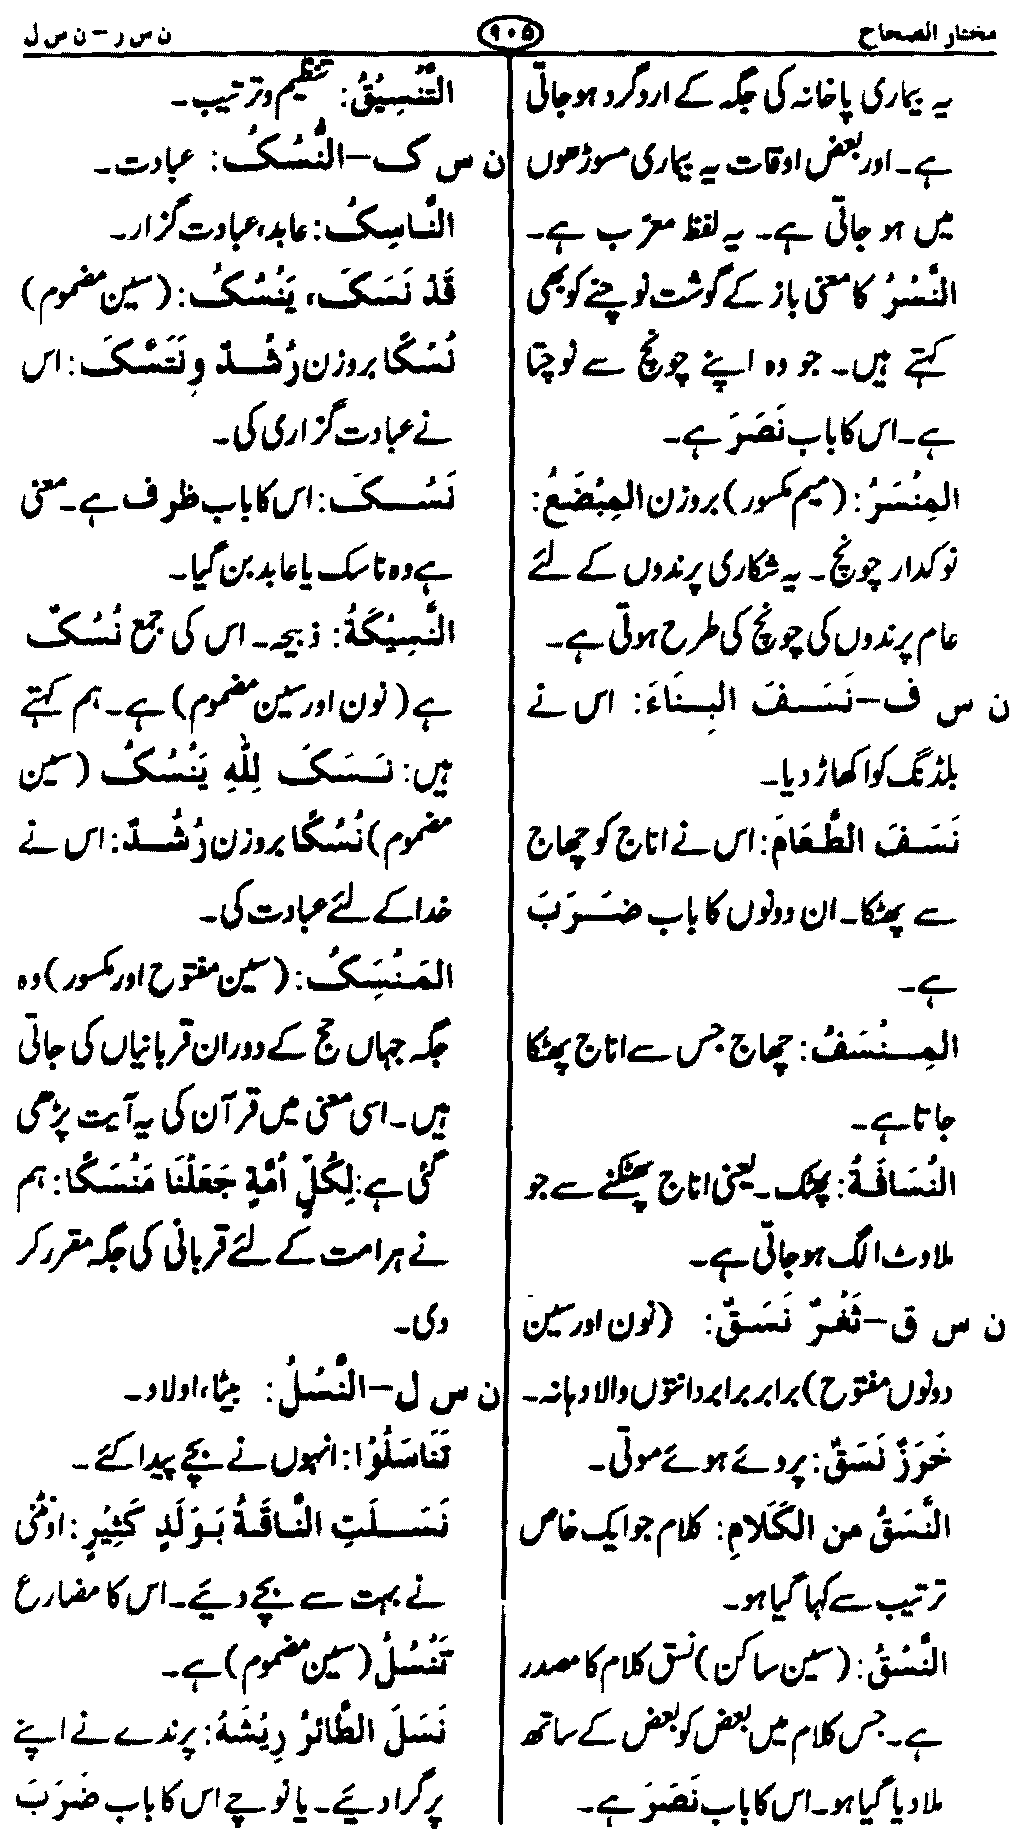 مختار الصحاح
۹۰۵
ن س ر – ن س ل
یہ بیماری پاخانہ کی جگہ کے اردگرد ہوجاتی
ہے۔ اور بعض اوقات یہ بیماری مسوڑھوں
میں ہو جاتی ہے۔ یہ لفظ معرّب ہے۔
النَّسْرُ کا معنی باز کے گوشت نوچنے کو بھی
کہتے ہیں۔ جو وہ اپنے چونچ سے نوچتا
ہے۔ اس کا باب نَصَرَ ہے۔
المِنْسَرُ: (میم مکسور) بروزن المِبْضَعُ:
نوکدار چونچ۔ یہ شکاری پرندوں کے لئے
عام پرندوں کی چونچ کی طرح ہوتی ہے۔
ن س ف – نَسَفَ البِنَاءَ: اس نے
بلڈنگ کو اکھاڑ دیا۔
نَسَفَ الطَّعَامَ: اس نے اناج کو چھاج
سے پھٹکا۔ ان دونوں کا باب ضَرَبَ
ہے۔
المِنْسَفُ: چھاج جس سے اناج پھٹکا
جاتا ہے۔
النُسَافَةُ: پھٹک۔ یعنی اناج پھٹکنے سے جو
ملاوٹ الگ ہوجاتی ہے۔
ن س ق – ثَغْرٌ نَسَقٌ: (نون اور سین
دونوں مفتوح) برابر برابر دانتوں والا دہانہ۔
خَرَزٌ نَسَقٌ: پروئے ہوئے موتی۔
النَّسَقُ من الكَلَامِ: کلام جو ایک خاص
ترتیب سے کہا گیا ہو۔
النَّسْقُ: (سین ساکن) نسق کلام کا مصدر
ہے۔ جس کلام میں بعض کو بعض کے ساتھ
ملا دیا گیا ہو۔ اس کا باب نَصَرَ ہے۔
التَّنْسِيْقُ: تنظیم و ترتیب۔
ن س ک – النُّسْکُ: عبادت۔
النَّاسِکُ: عابد، عبادت گزار۔
قَدْ نَسَکَ، يَنْسُکُ: (سین مضموم)
نُسْکًا بروزن رُشْدٌ وتَنَسَّکَ: اس
نے عبادت گزاری کی۔
نَسُکَ: اس کا باب ظرف ہے۔ معنی
ہے وہ ناسک یا عابد بن گیا۔
النَّسِيْکَةُ: ذبیحہ۔ اس کی جمع نُسُکٌ
ہے (نون اور سین مضموم) ہے۔ ہم کہتے
ہیں: نَسَکَ لِلّٰهِ يَنْسُکُ (سین
مضموم) نُسْکًا بروزن رُشْدٌ: اس نے
خدا کے لئے عبادت کی۔
المَنْسَِکُ: (سین مفتوح اور مکسور) وہ
جگہ جہاں حج کے دوران قربانیاں کی جاتی
ہیں۔ اسی معنی میں قرآن کی یہ آیت پڑھی
گئی ہے: لِکُلِّ اُمَّةٍ جَعَلْنَا مَنْسَکًا: ہم
نے ہر امت کے لئے قربانی کی جگہ مقرر کر
دی۔
ن س ل – النَّسْلُ: بیٹا، اولاد۔
تَنَاسَلُوْا: انہوں نے بچے پیدا کئے۔
نَسَلَتِ النَّاقَةُ بَوَلَدٍ کَثِيْرٍ: اونٹنی
نے بہت سے بچے دیئے۔ اس کا مضارع
تَنْسُلُ (سین مضموم) ہے۔
نَسَلَ الطَّائرُ رِيْشَهُ: پرندے نے اپنے
پر گرا دیئے۔ یا نوچے اس کا باب ضَرَبَ